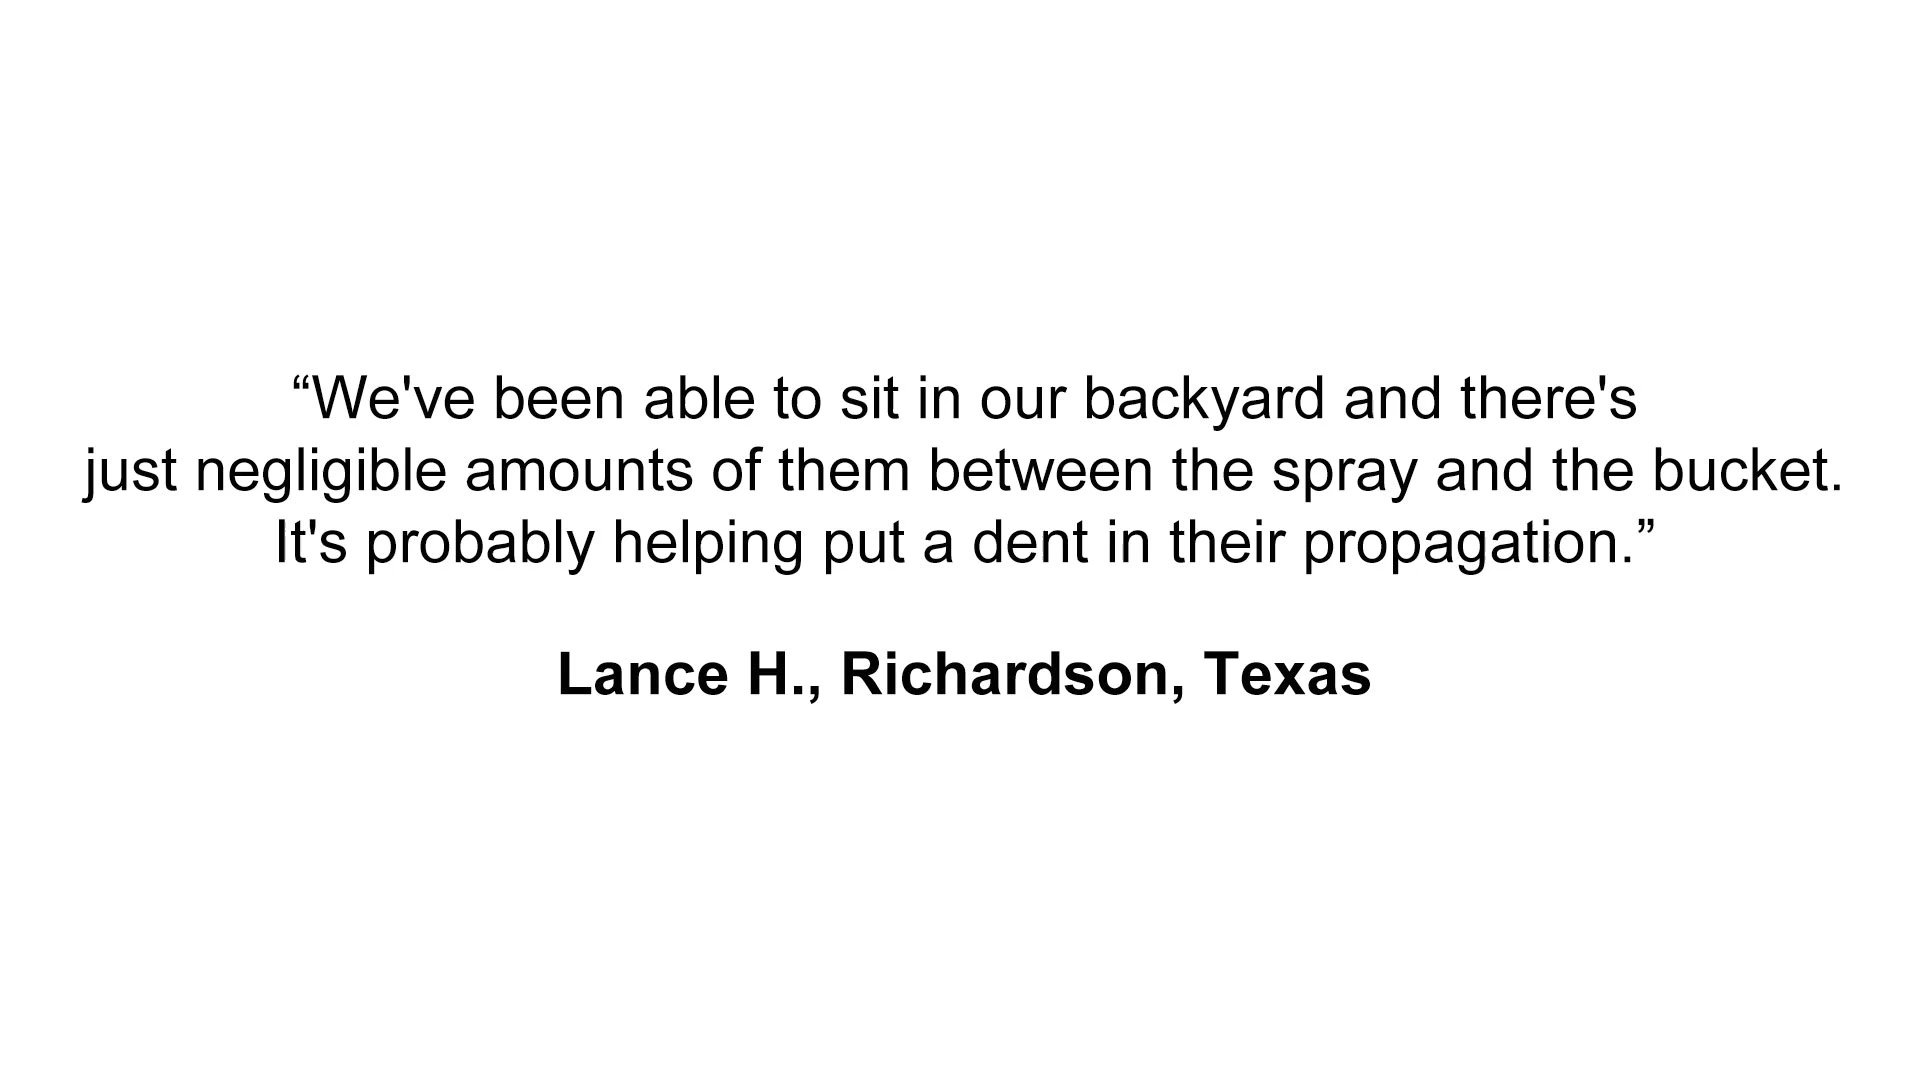 “We've been able to sit in our backyard and there's
just negligible amounts of them between the spray and the bucket.
It's probably helping put a dent in their propagation.”
Lance H., Richardson, Texas